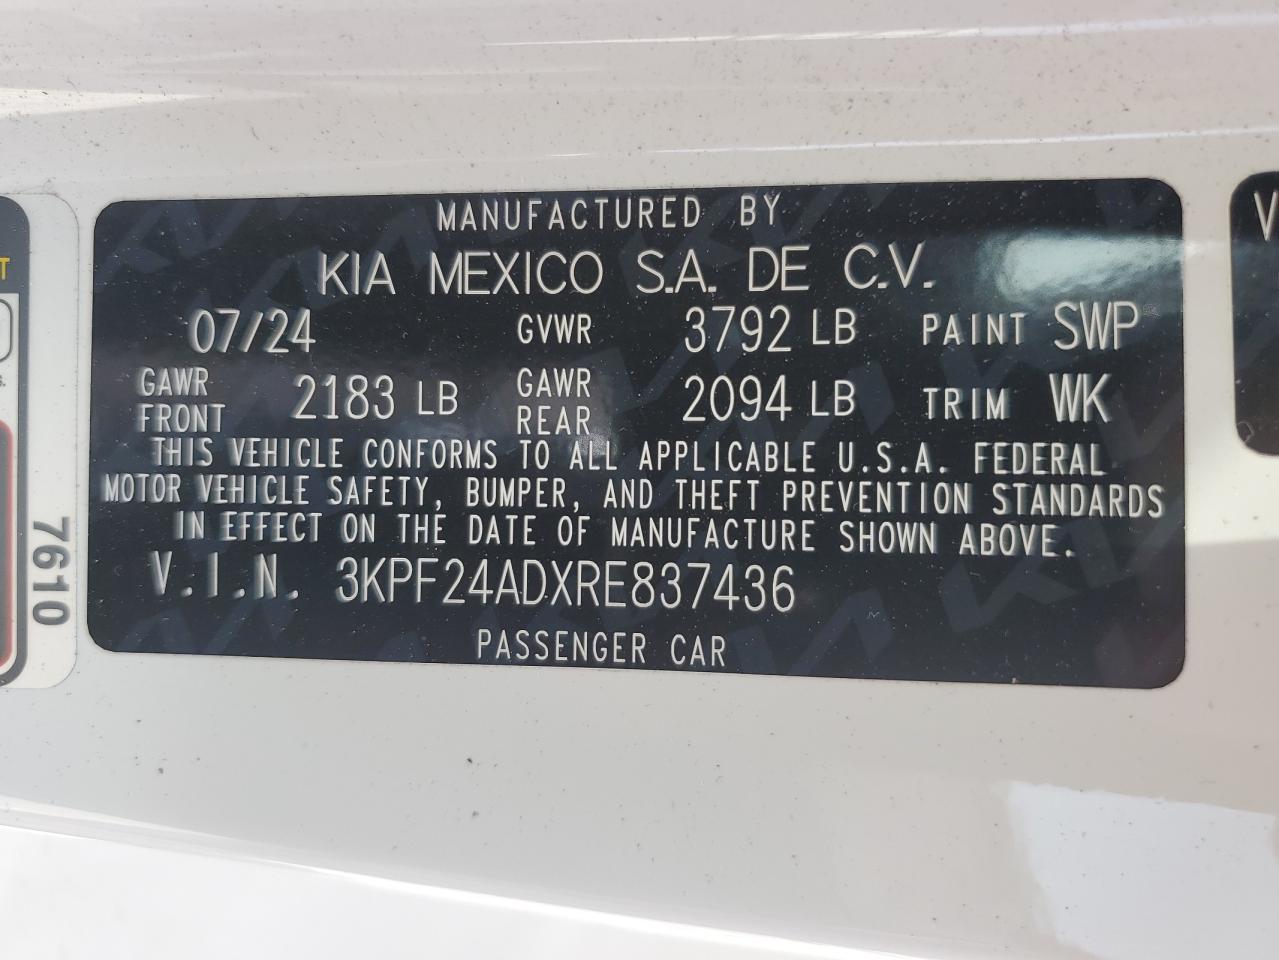 MANUFACTURED BY
KIA MEXICO S.A. DE C.V.
07/24 GVWR 3792 LB PAINT SWP
GAWR FRONT 2183 LB GAWR REAR 2094 LB TRIM WK
THIS VEHICLE CONFORMS TO ALL APPLICABLE U.S.A. FEDERAL
MOTOR VEHICLE SAFETY, BUMPER, AND THEFT PREVENTION STANDARDS
IN EFFECT ON THE DATE OF MANUFACTURE SHOWN ABOVE.
V.I.N. 3KPF24ADXRE837436
PASSENGER CAR
7610